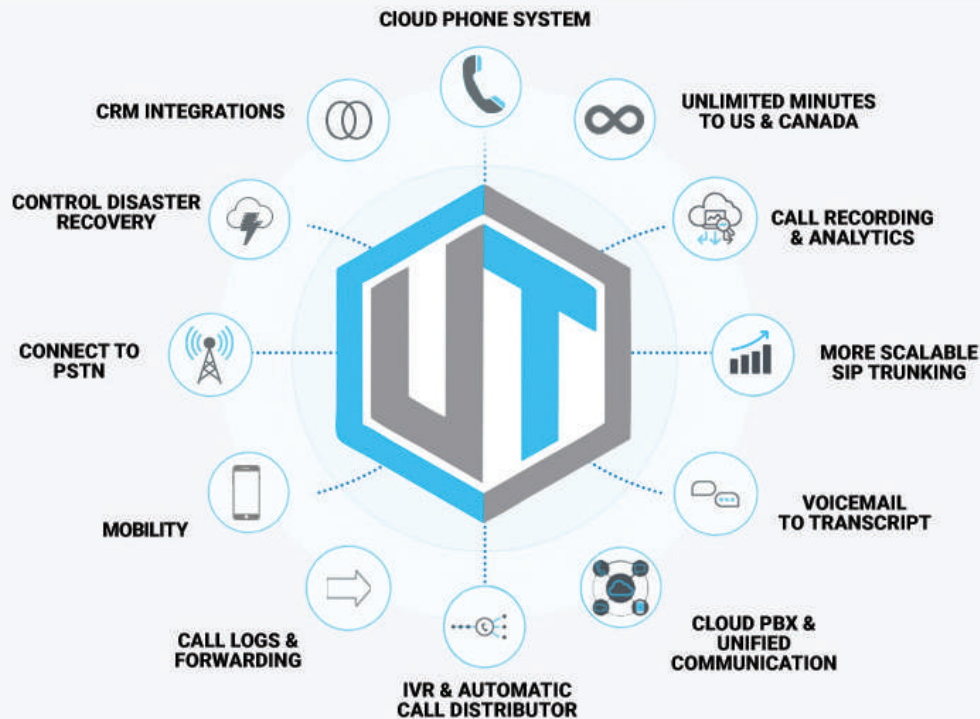 CIOUD PHONE SYSTEM
CRM INTEGRATIONS
UNLIMITED MINUTES
TO US & CANADA
CONTROL DISASTER
RECOVERY
CALL RECORDING
& ANALYTICS
UT
CONNECT TO
PSTN
MORE SCALABLE
SIP TRUNKING
MOBILITY
VOICEMAIL
TO TRANSCRIPT
CALL LOGS &
FORWARDING
CLOUD PBX &
UNIFIED
COMMUNICATION
IVR & AUTOMATIC
CALL DISTRIBUTOR